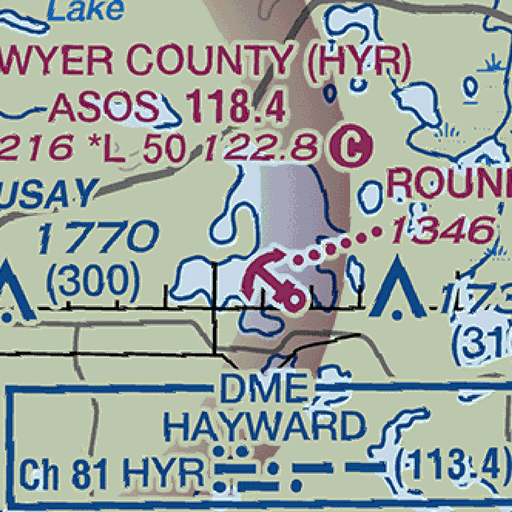 Lake
WYER COUNTY (HYR)
ASOS 118.4
216 *L 50 122.8 C
USAY
ROUN
1346
1770
(300)
173
(31
DME
HAYWARD
Ch 81 HYR (113.4)